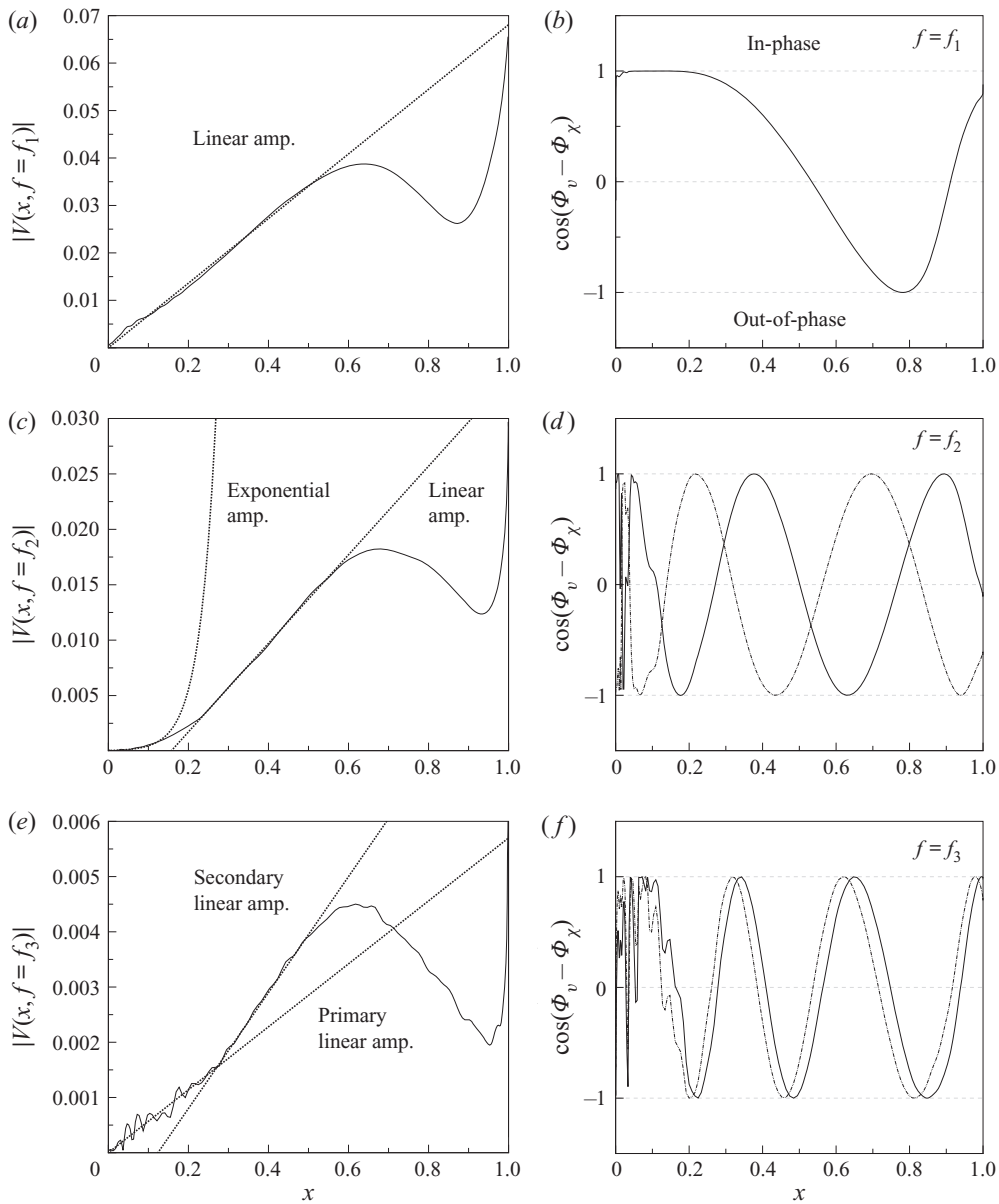 (a)
0.07
0.06
0.05
0.04
0.03
0.02
0.01
|V(x, f = f₁)|
Linear amp.
0 0.2 0.4 0.6 0.8 1.0
(b)
In-phase
f = f₁
1
0
−1
cos(Φᵥ − Φᵪ)
Out-of-phase
0 0.2 0.4 0.6 0.8 1.0
(c)
0.030
0.025
0.020
0.015
0.010
0.005
|V(x, f = f₂)|
Exponential
amp.
Linear
amp.
0 0.2 0.4 0.6 0.8 1.0
(d)
f = f₂
1
0
−1
cos(Φᵥ − Φᵪ)
0 0.2 0.4 0.6 0.8 1.0
(e)
0.006
0.005
0.004
0.003
0.002
0.001
|V(x, f = f₃)|
Secondary
linear amp.
Primary
linear amp.
0 0.2 0.4 0.6 0.8 1.0
x
(f)
f = f₃
1
0
−1
cos(Φᵥ − Φᵪ)
0 0.2 0.4 0.6 0.8 1.0
x